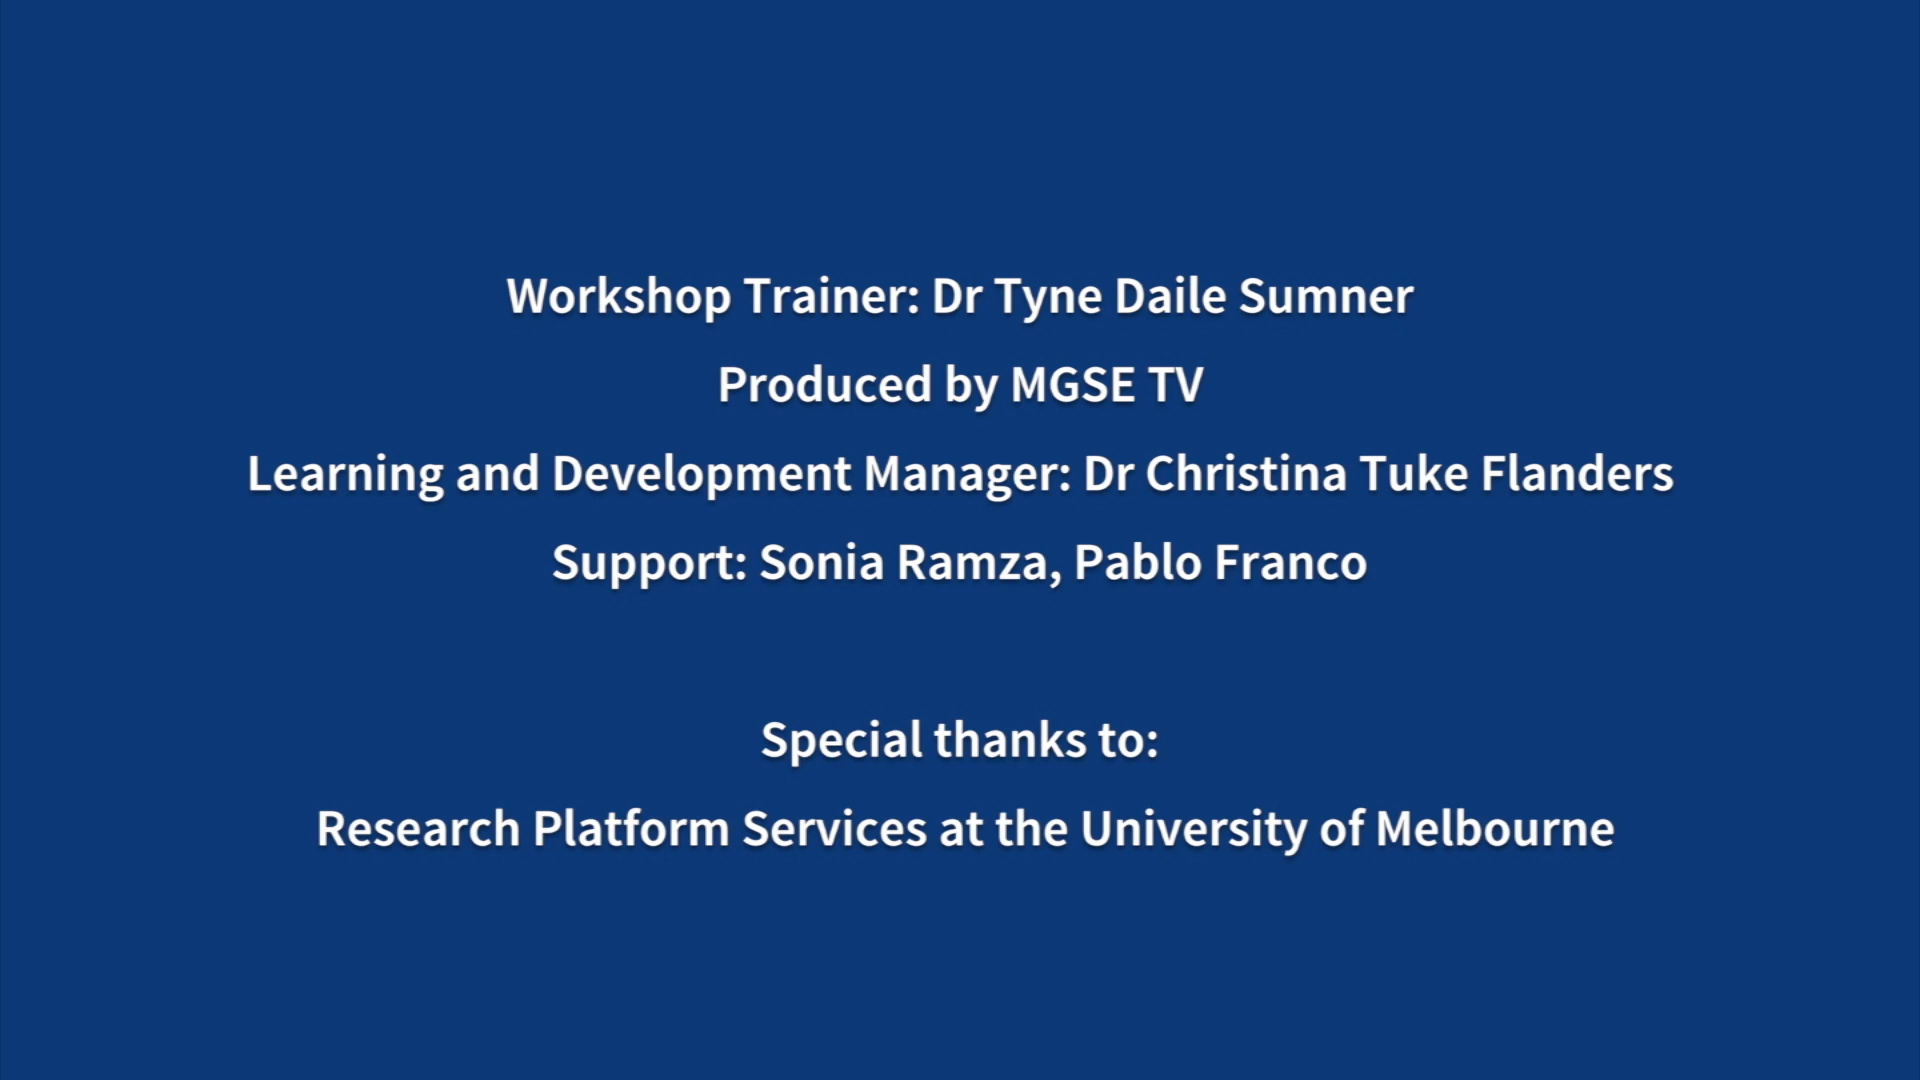 Workshop Trainer: Dr Tyne Daile Sumner
Produced by MGSE TV
Learning and Development Manager: Dr Christina Tuke Flanders
Support: Sonia Ramza, Pablo Franco
Special thanks to:
Research Platform Services at the University of Melbourne